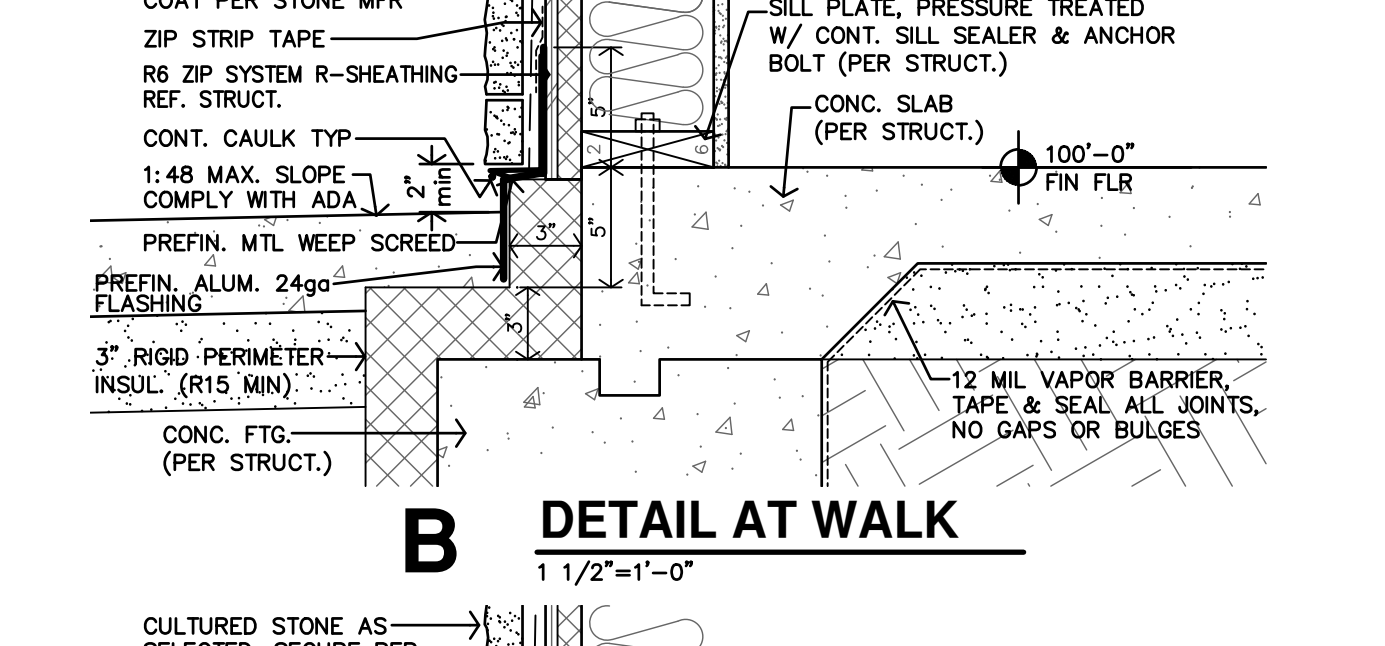 COAT PER STONE MFR
ZIP STRIP TAPE
R6 ZIP SYSTEM R-SHEATHING
REF. STRUCT.
CONT. CAULK TYP
1:48 MAX. SLOPE
COMPLY WITH ADA
2" min
PREFIN. MTL WEEP SCREED
PREFIN. ALUM. 24ga
FLASHING
3" RIGID PERIMETER
INSUL. (R15 MIN)
CONC. FTG.
(PER STRUCT.)
5"
2
6
3"
5"
3"
SILL PLATE, PRESSURE TREATED
W/ CONT. SILL SEALER & ANCHOR
BOLT (PER STRUCT.)
CONC. SLAB
(PER STRUCT.)
100'-0"
FIN FLR
12 MIL VAPOR BARRIER,
TAPE & SEAL ALL JOINTS,
NO GAPS OR BULGES
B
DETAIL AT WALK
1 1/2"=1'-0"
CULTURED STONE AS
SELECTED, SECURE PER